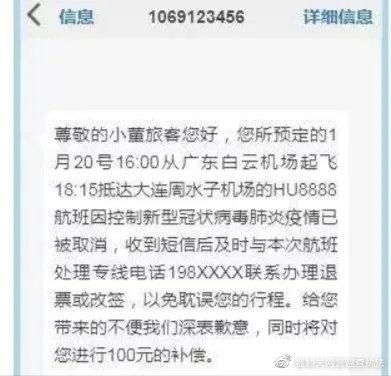 信息 1069123456 详细信息
尊敬的小董旅客您好，您所预定的1
月20号16:00从广东白云机场起飞
18:15抵达大连周水子机场的HU8888
航班因控制新型冠状病毒肺炎疫情已
被取消，收到短信后及时与本次航班
处理专线电话198XXXX联系办理退
票或改签，以免耽误您的行程。给您
带来的不便我们深表歉意，同时将对
您进行100元的补偿。